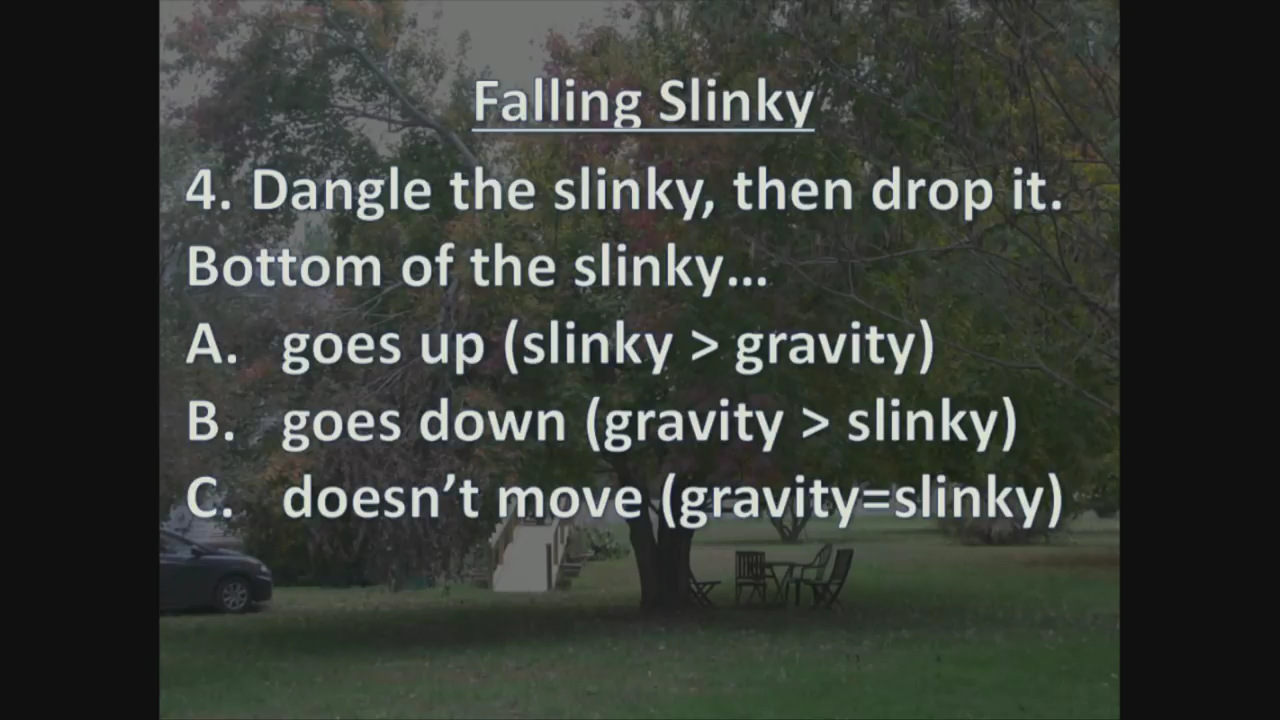 Falling Slinky
4. Dangle the slinky, then drop it.
Bottom of the slinky...
A. goes up (slinky > gravity)
B. goes down (gravity > slinky)
C. doesn’t move (gravity=slinky)